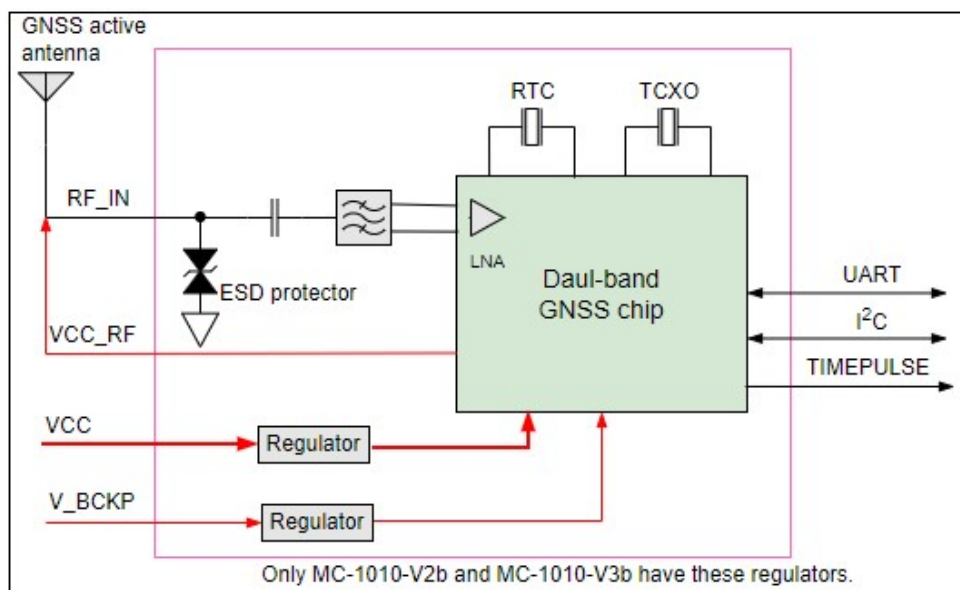 GNSS active
antenna
RTC
TCXO
RF_IN
LNA
ESD protector
Daul-band
GNSS chip
UART
I²C
TIMEPULSE
VCC_RF
VCC
Regulator
V_BCKP
Regulator
Only MC-1010-V2b and MC-1010-V3b have these regulators.